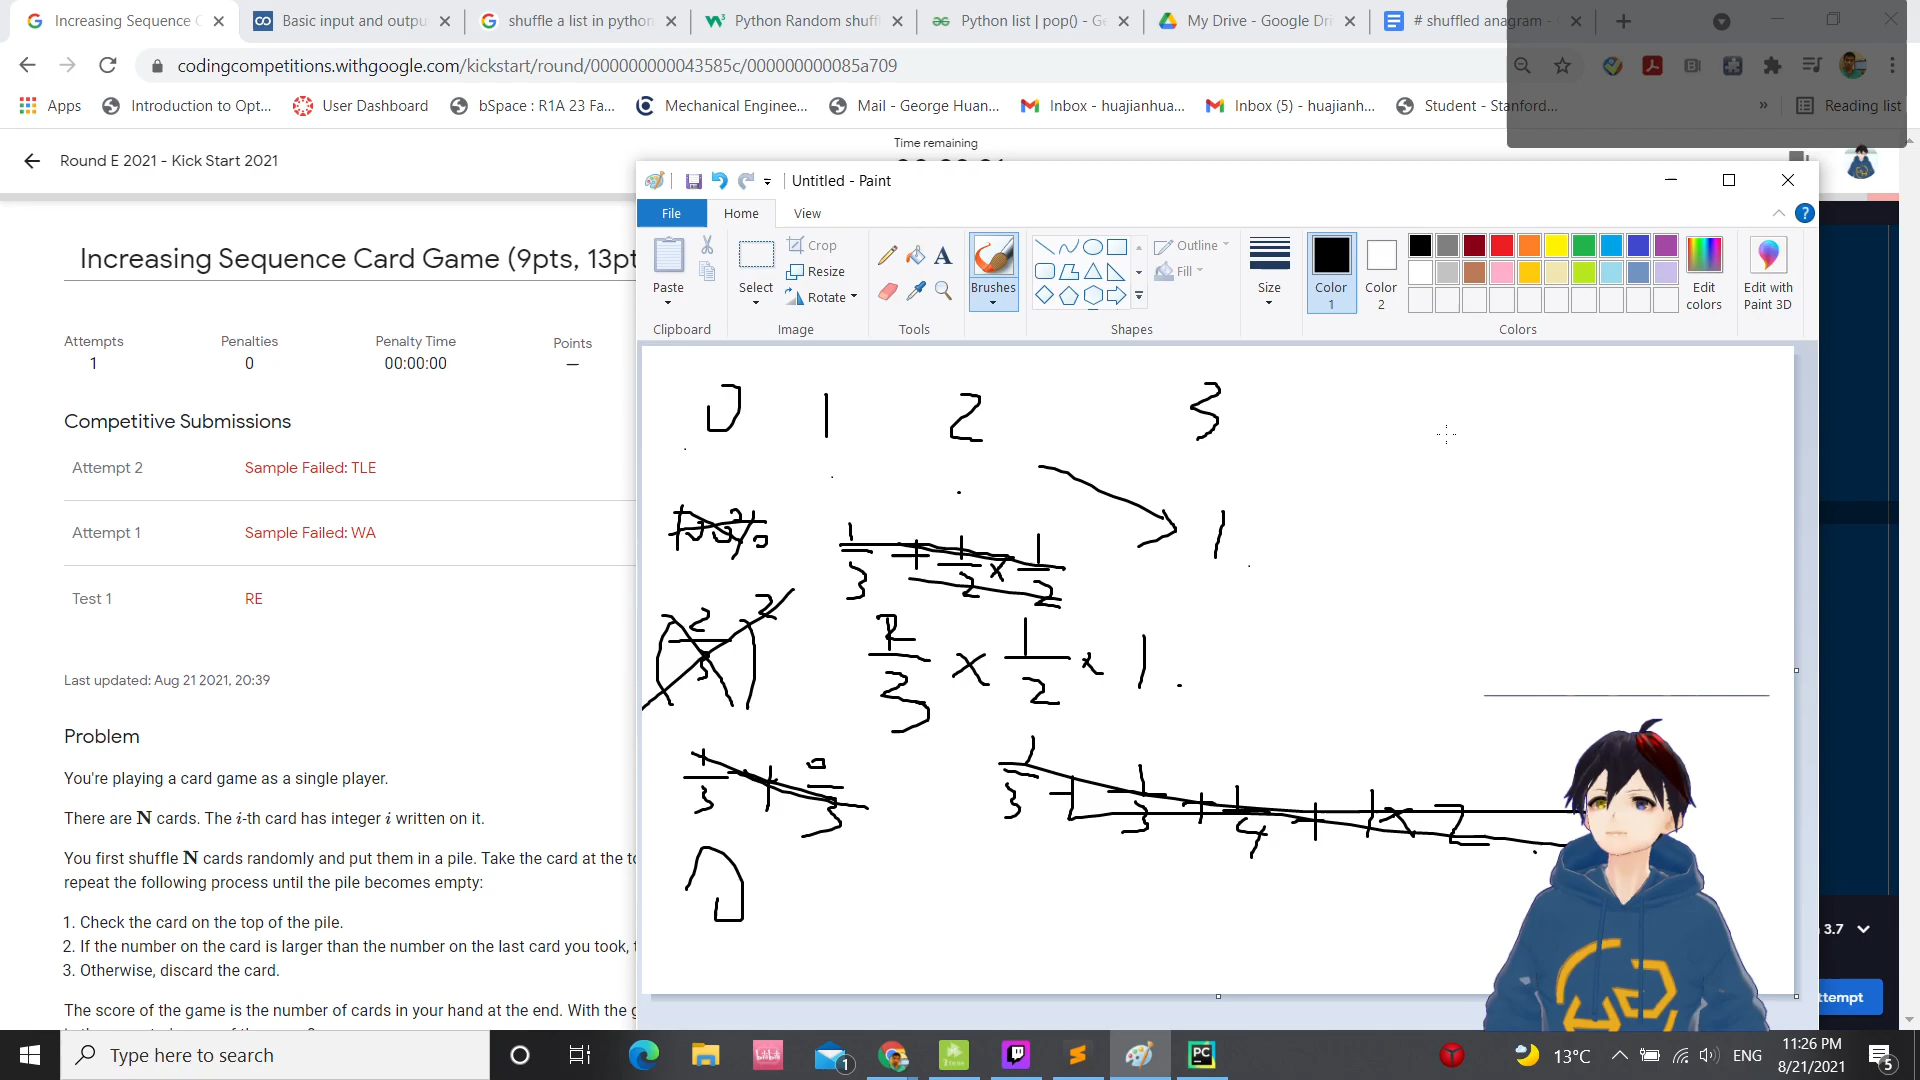 Increasing Sequence C
Basic input and outpu
shuffle a list in python
Python Random shuff
Python list | pop() - Ge
My Drive - Google Dri
# shuffled anagram -
codingcompetitions.withgoogle.com/kickstart/round/000000000043585c/000000000085a709
Apps
Introduction to Opt...
User Dashboard
bSpace : R1A 23 Fa...
Mechanical Enginee...
Mail - George Huan...
Inbox - huajianhua...
Inbox (5) - huajianh...
Student - Stanford...
»
Reading list
Round E 2021 - Kick Start 2021
Time remaining
Untitled - Paint
File
Home
View
Paste
Clipboard
Select
Crop
Resize
Rotate
Image
Tools
Brushes
Shapes
Outline
Fill
Size
Color 1
Color 2
Edit colors
Edit with Paint 3D
Colors
Increasing Sequence Card Game (9pts, 13pt
Attempts
1
Penalties
0
Penalty Time
00:00:00
Points
—
Competitive Submissions
Attempt 2
Sample Failed: TLE
Attempt 1
Sample Failed: WA
Test 1
RE
Last updated: Aug 21 2021, 20:39
Problem
You're playing a card game as a single player.
There are N cards. The i-th card has integer i written on it.
You first shuffle N cards randomly and put them in a pile. Take the card at the to
repeat the following process until the pile becomes empty:
1. Check the card on the top of the pile.
2. If the number on the card is larger than the number on the last card you took,
3. Otherwise, discard the card.
The score of the game is the number of cards in your hand at the end. With the g
0 1 2 3
1/3 + 1/2 x 1/2
1
2/3 x 1/2 x 1
3.7
ttempt
Type here to search
13°C
ENG
11:26 PM
8/21/2021
5